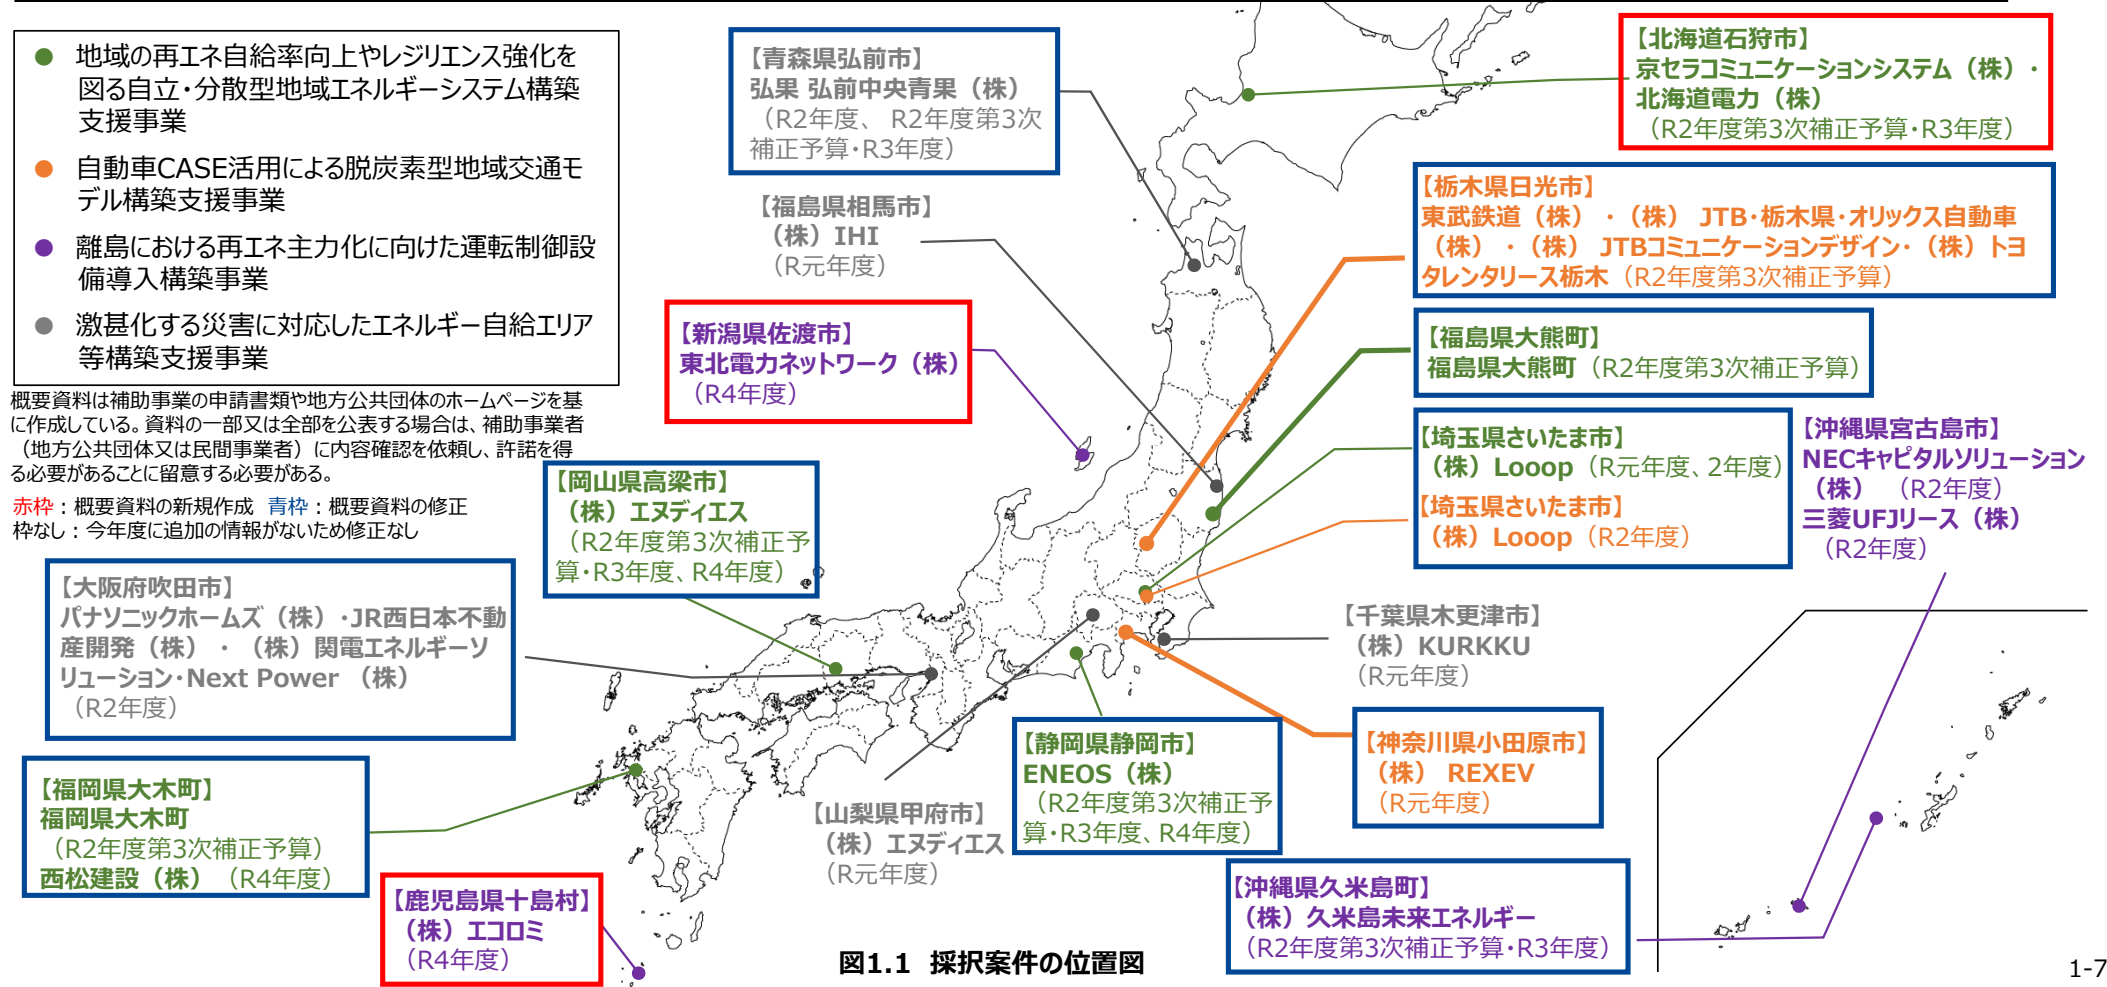 ● 地域の再エネ自給率向上やレジリエンス強化を
図る自立・分散型地域エネルギーシステム構築
支援事業
● 自動車CASE活用による脱炭素型地域交通モ
デル構築支援事業
● 離島における再エネ主力化に向けた運転制御設
備導入構築事業
● 激甚化する災害に対応したエネルギー自給エリア
等構築支援事業
概要資料は補助事業の申請書類や地方公共団体のホームページを基
に作成している。資料の一部又は全部を公表する場合は、補助事業者
（地方公共団体又は民間事業者）に内容確認を依頼し、許諾を得
る必要があることに留意する必要がある。
赤枠：概要資料の新規作成 青枠：概要資料の修正
枠なし：今年度に追加の情報がないため修正なし
【青森県弘前市】
弘果 弘前中央青果（株）
（R2年度、 R2年度第3次
補正予算・R3年度）
【福島県相馬市】
（株）IHI
（R元年度）
【新潟県佐渡市】
東北電力ネットワーク（株）
（R4年度）
【北海道石狩市】
京セラコミュニケーションシステム（株）・
北海道電力（株）
（R2年度第3次補正予算・R3年度）
【栃木県日光市】
東武鉄道（株）・（株） JTB・栃木県・オリックス自動車
（株）・（株） JTBコミュニケーションデザイン・（株）トヨ
タレンタリース栃木（R2年度第3次補正予算）
【福島県大熊町】
福島県大熊町（R2年度第3次補正予算）
【埼玉県さいたま市】
（株）Looop（R元年度、2年度）
【埼玉県さいたま市】
（株）Looop（R2年度）
【沖縄県宮古島市】
NECキャピタルソリューション
（株）（R2年度）
三菱UFJリース（株）
（R2年度）
【岡山県高梁市】
（株）エヌディエス
（R2年度第3次補正予
算・R3年度、R4年度）
【大阪府吹田市】
パナソニックホームズ（株）・JR西日本不動
産開発（株）・（株）関電エネルギーソ
リューション・Next Power （株）
（R2年度）
【千葉県木更津市】
（株）KURKKU
（R元年度）
【福岡県大木町】
福岡県大木町
（R2年度第3次補正予算）
西松建設（株）（R4年度）
【静岡県静岡市】
ENEOS（株）
（R2年度第3次補正予
算・R3年度、R4年度）
【神奈川県小田原市】
（株） REXEV
（R元年度）
【山梨県甲府市】
（株）エヌディエス
（R元年度）
【鹿児島県十島村】
（株）エコロミ
（R4年度）
【沖縄県久米島町】
（株）久米島未来エネルギー
（R2年度第3次補正予算・R3年度）
図1.1 採択案件の位置図
1-7